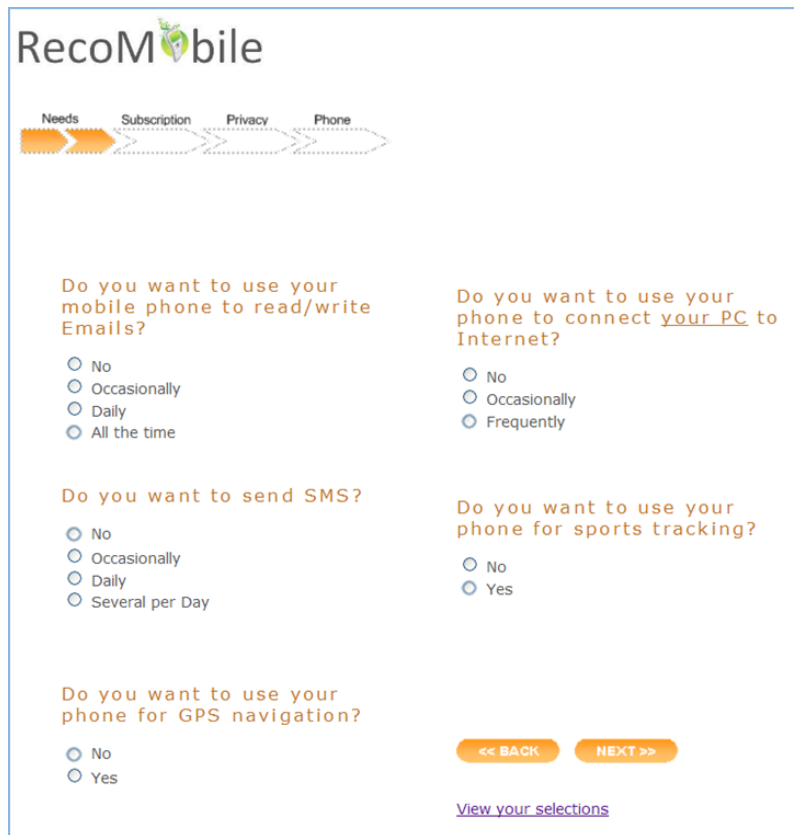 RecoMobile
Needs Subscription Privacy Phone
Do you want to use your
mobile phone to read/write
Emails?
No
Occasionally
Daily
All the time
Do you want to send SMS?
No
Occasionally
Daily
Several per Day
Do you want to use your
phone for GPS navigation?
No
Yes
Do you want to use your
phone to connect your PC to
Internet?
No
Occasionally
Frequently
Do you want to use your
phone for sports tracking?
No
Yes
<< BACK NEXT >>
View your selections